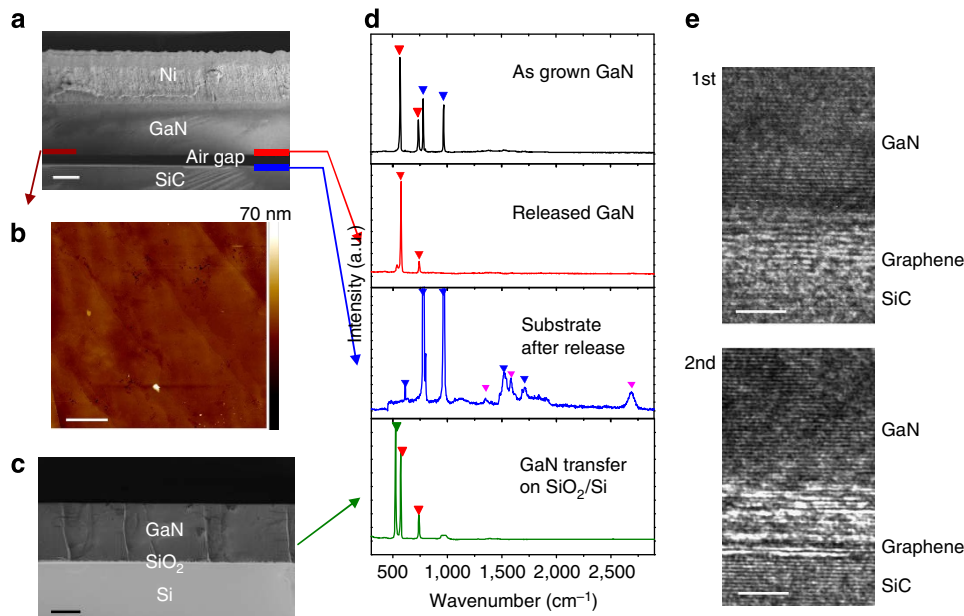 a
Ni
GaN
Air gap
SiC
b
70 nm
c
GaN
SiO₂
Si
d
As grown GaN
Released GaN
Substrate
after release
GaN transfer
on SiO₂/Si
Intensity (a.u.)
500 1,000 1,500 2,000 2,500
Wavenumber (cm⁻¹)
e
1st
GaN
Graphene
SiC
2nd
GaN
Graphene
SiC